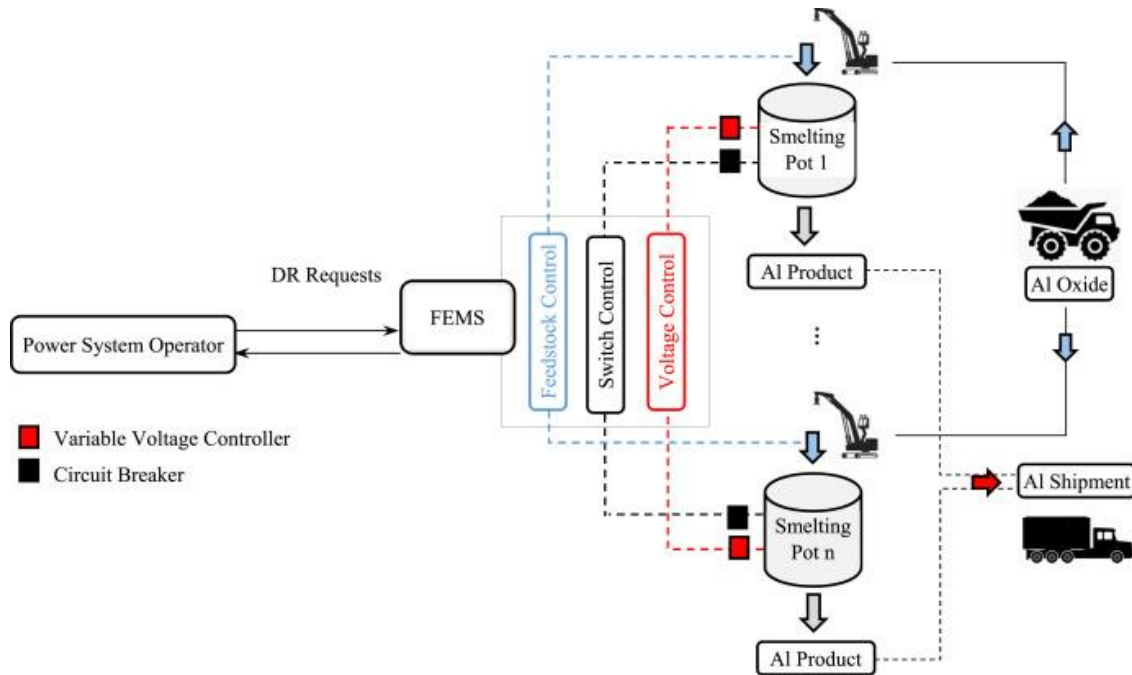 Smelting
Pot 1
Al Product
Al Oxide
DR Requests
FEMS
Power System Operator
Feedstock Control
Switch Control
Voltage Control
...
Variable Voltage Controller
Circuit Breaker
Smelting
Pot n
Al Shipment
Al Product